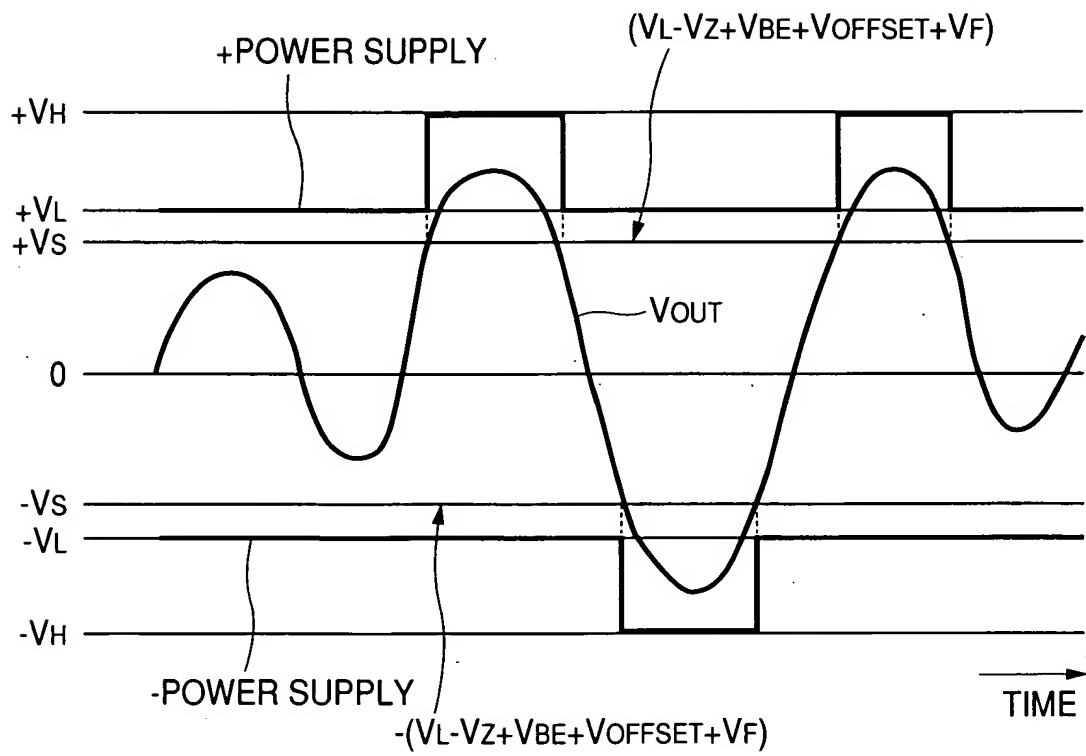 (VL-VZ+VBE+VOFFSET+VF)
+POWER SUPPLY
+VH
+VL
+VS
VOUT
0
-VS
-VL
-VH
-POWER SUPPLY
TIME
-(VL-VZ+VBE+VOFFSET+VF)